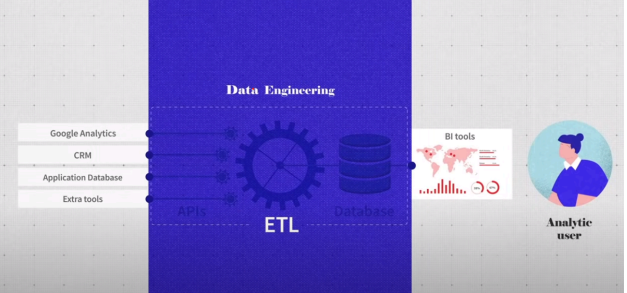 Data Engineering
Google Analytics
CRM
Application Database
Extra tools
APIs
ETL
Database
BI tools
Analytic
user